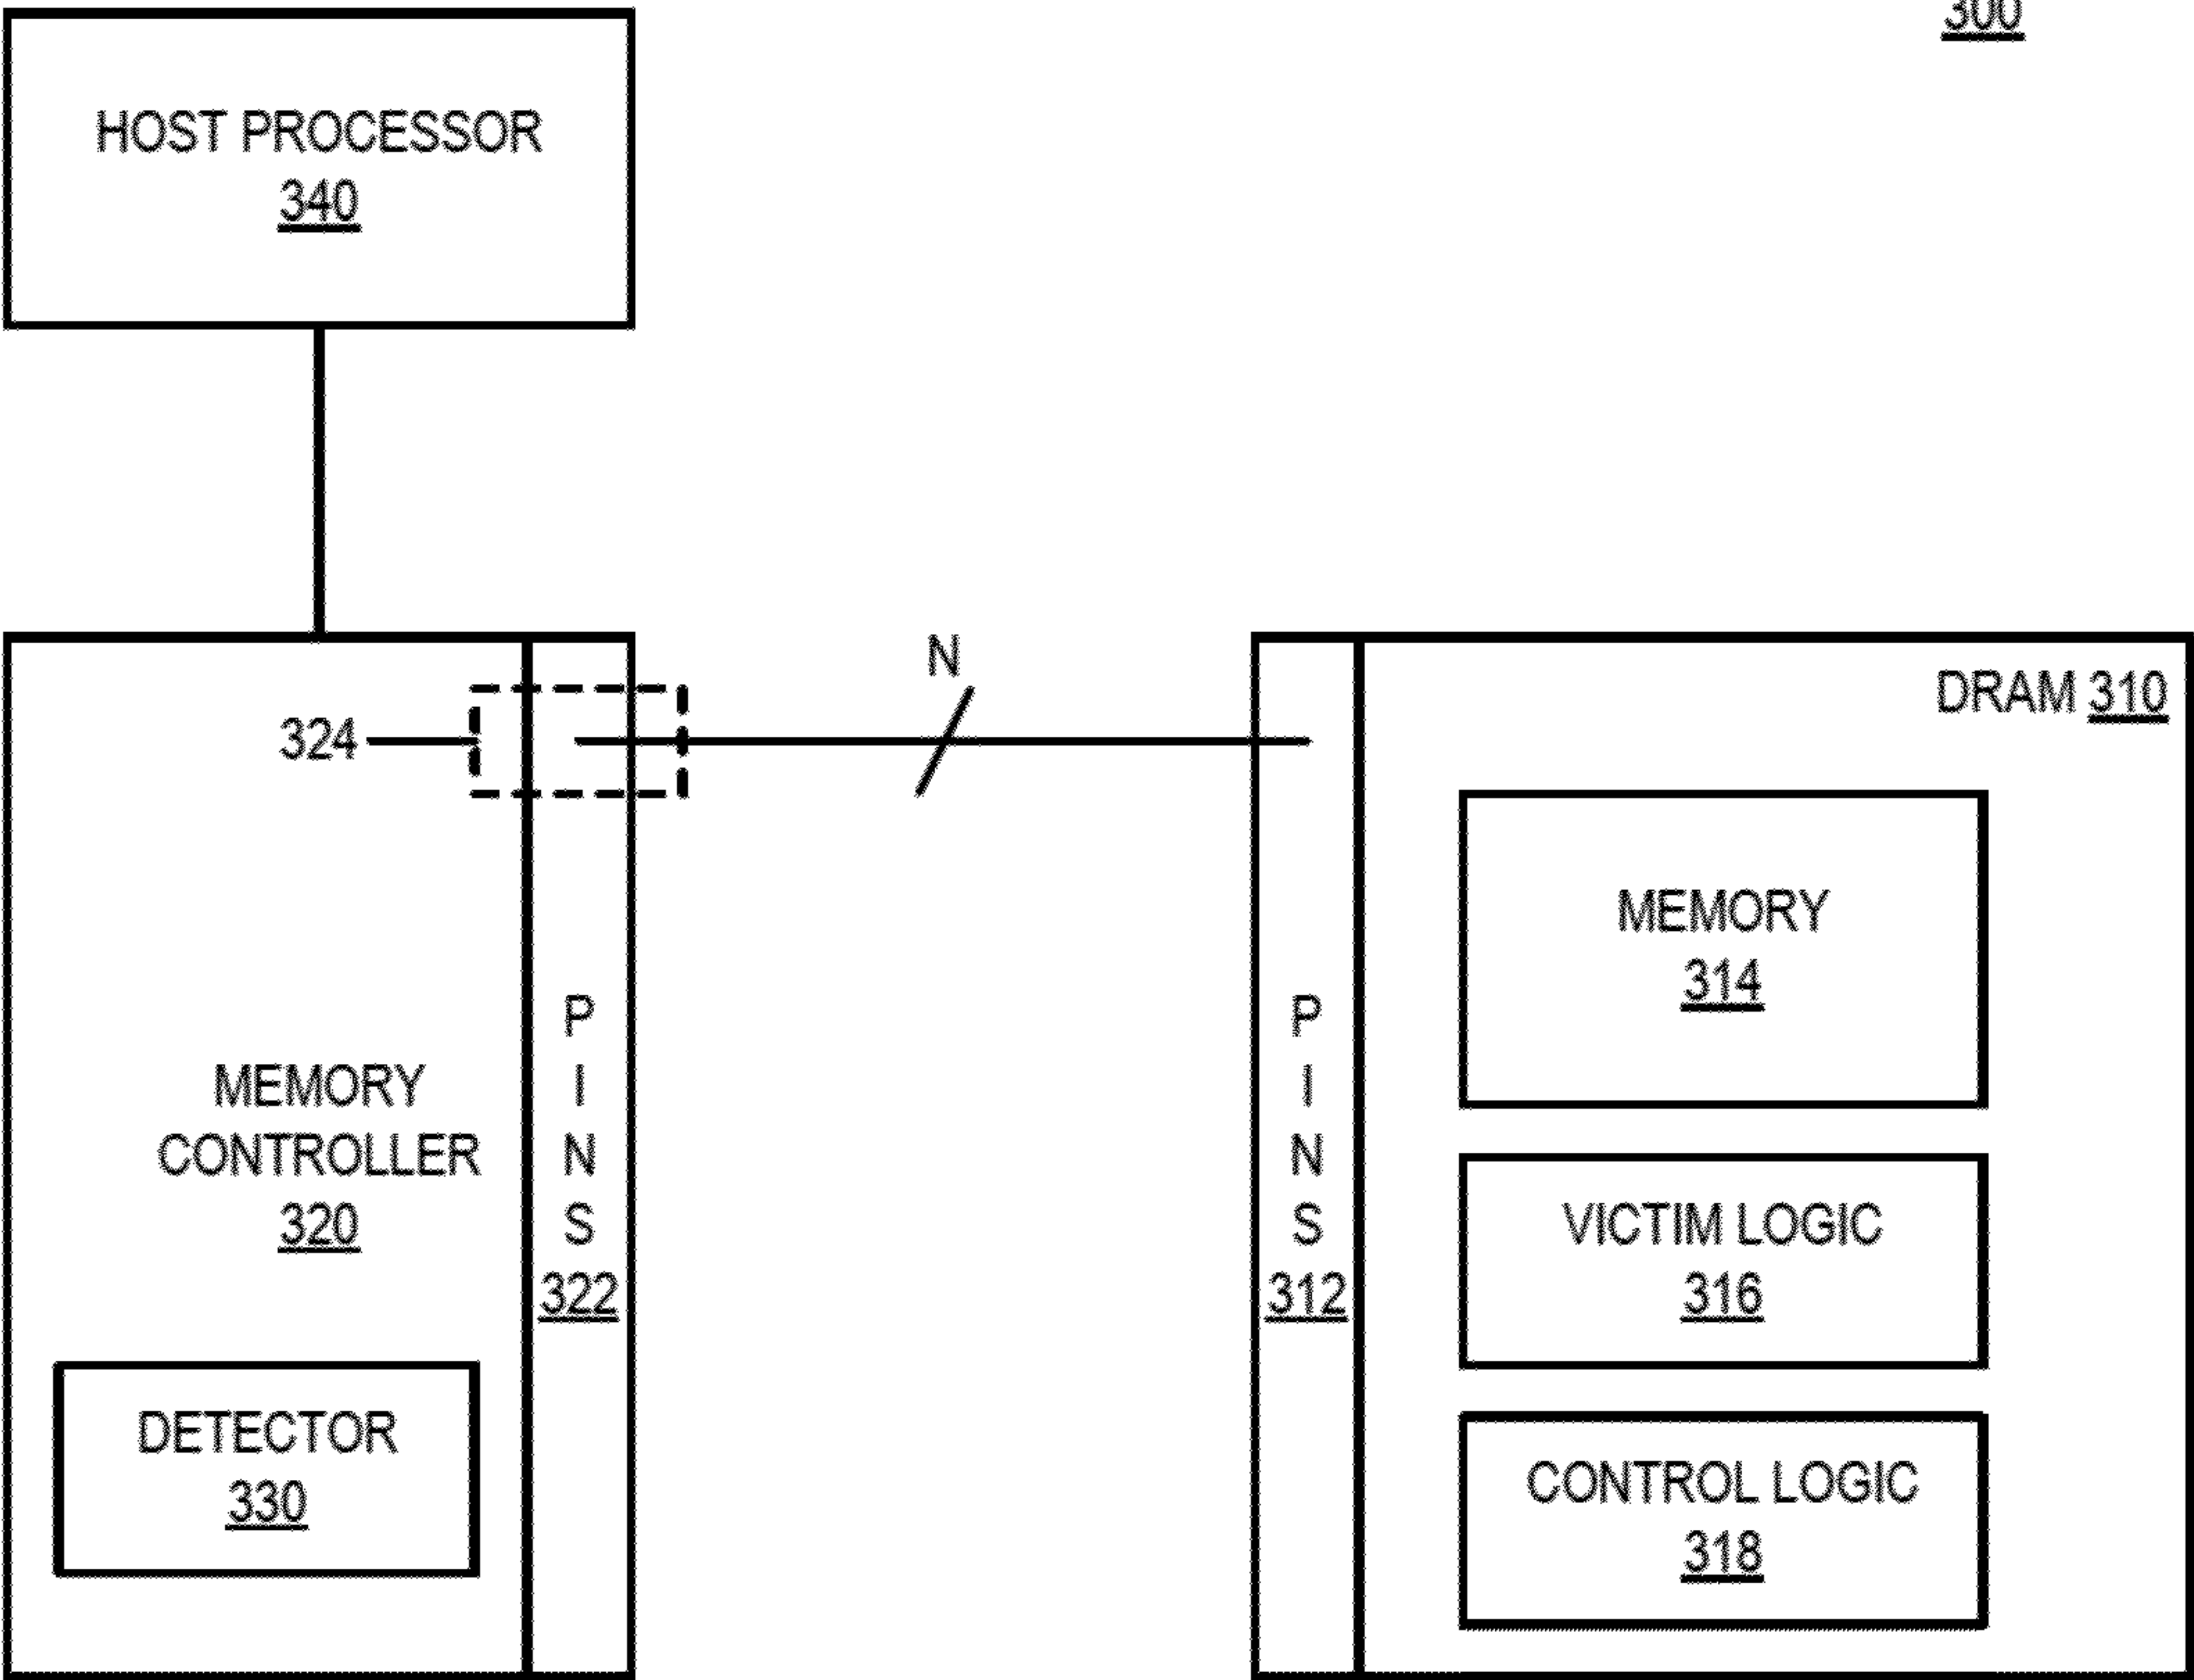 300
HOST PROCESSOR
340
324
N
DRAM 310
MEMORY
314
MEMORY
CONTROLLER
320
P
I
N
S
322
P
I
N
S
312
VICTIM LOGIC
316
DETECTOR
330
CONTROL LOGIC
318